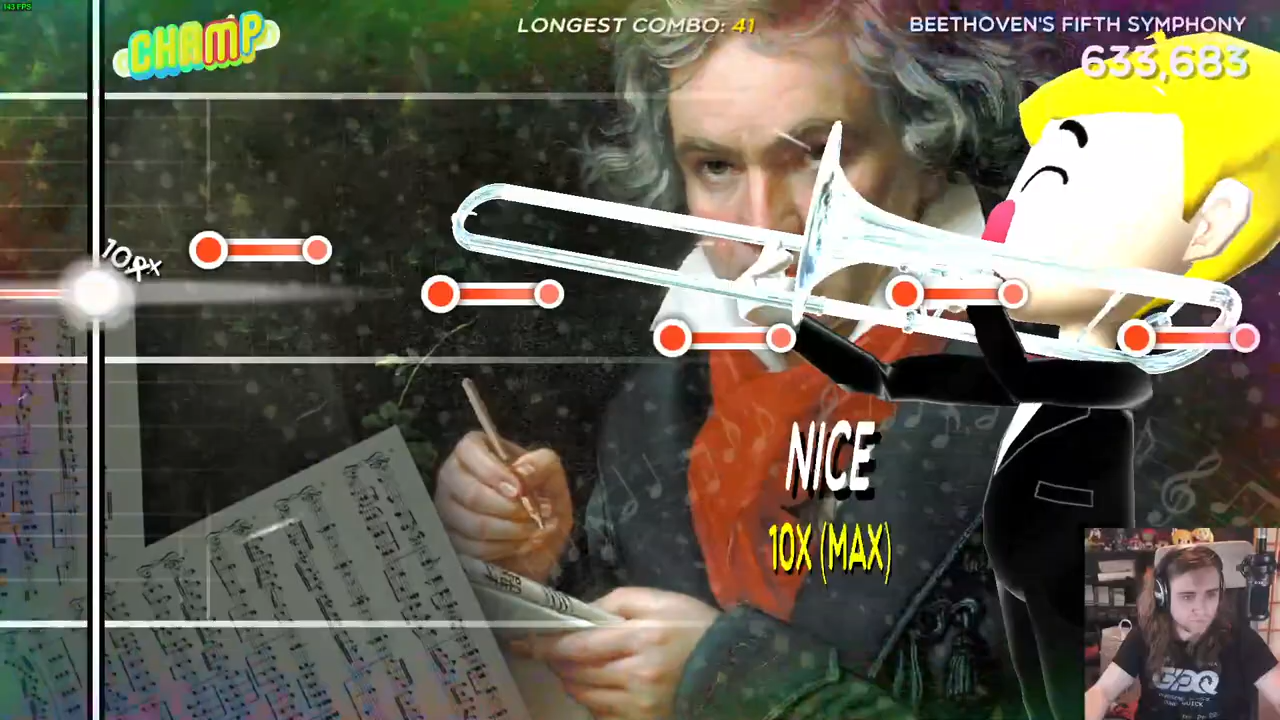 143 FPS
CHAMP
LONGEST COMBO: 41
BEETHOVEN'S FIFTH SYMPHONY
633,683
10x
NICE
10X (MAX)
GDQ